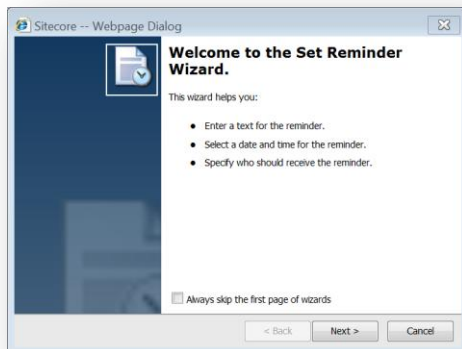 Sitecore -- Webpage Dialog
Welcome to the Set Reminder
Wizard.
This wizard helps you:
• Enter a text for the reminder.
• Select a date and time for the reminder.
• Specify who should receive the reminder.
Always skip the first page of wizards
< Back Next > Cancel